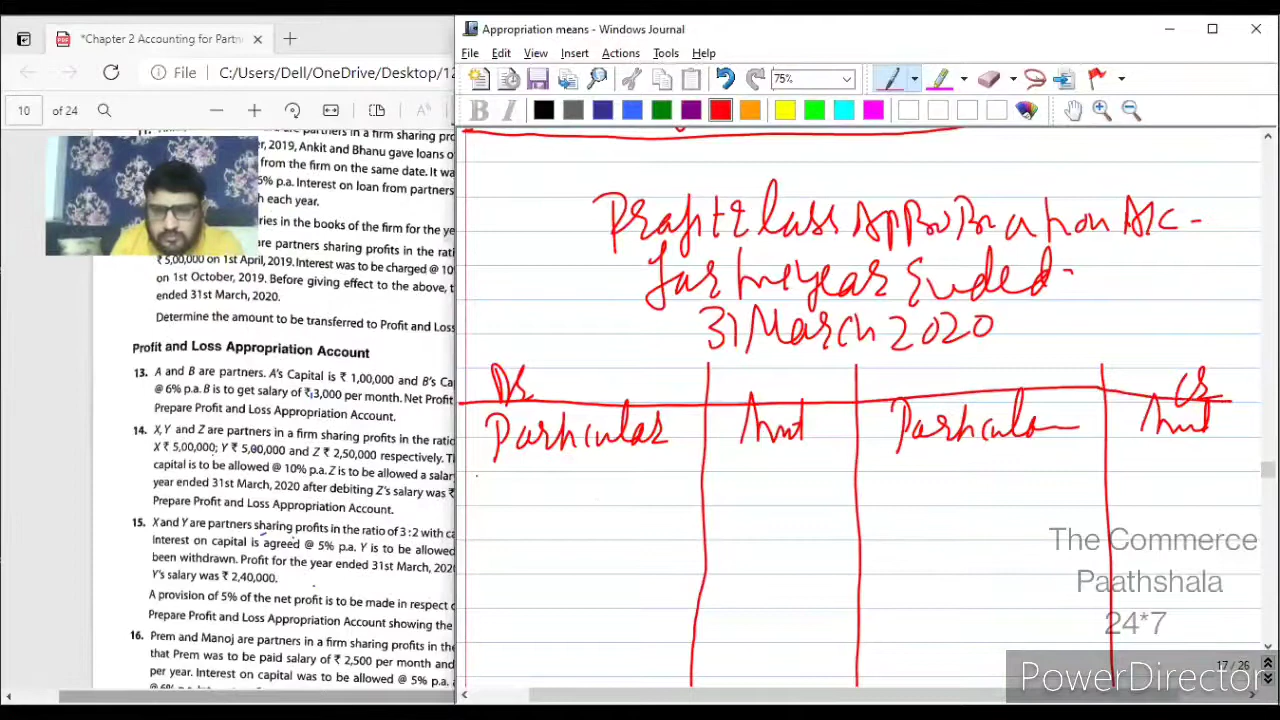 *Chapter 2 Accounting for Partn
File
C:/Users/Dell/OneDrive/Desktop/12
10 of 24
partners in a firm sharing pro
er, 2019, Ankit and Bhanu gave loans o
from the firm on the same date. It wa
6% p.a. Interest on loan from partners
h each year.
ries in the books of the firm for the ye
are partners sharing profits in the rati
₹ 5,00,000 on 1st April, 2019. Interest was to be charged @ 10
on 1st October, 2019. Before giving effect to the above, t
ended 31st March, 2020.
Determine the amount to be transferred to Profit and Loss
Profit and Loss Appropriation Account
13. A and B are partners. A's Capital is ₹ 1,00,000 and B's Ca
@ 6% p.a. B is to get salary of ₹ 3,000 per month. Net Profit
Prepare Profit and Loss Appropriation Account.
14. X, Y and Z are partners in a firm sharing profits in the ratio
X ₹ 5,00,000; Y ₹ 5,00,000 and Z ₹ 2,50,000 respectively. T
capital is to be allowed @ 10% p.a. Z is to be allowed a salar
year ended 31st March, 2020 after debiting Z's salary was ₹
Prepare Profit and Loss Appropriation Account.
15. X and Y are partners sharing profits in the ratio of 3 : 2 with ca
Interest on capital is agreed @ 5% p.a. Y is to be allowed
been withdrawn. Profit for the year ended 31st March, 202
Y's salary was ₹ 2,40,000.
A provision of 5% of the net profit is to be made in respect o
Prepare Profit and Loss Appropriation Account showing the
16. Prem and Manoj are partners in a firm sharing profits in the
that Prem was to be paid salary of ₹ 2,500 per month and
per year. Interest on capital was to be allowed @ 5% p.a.
Appropriation means - Windows Journal
File Edit View Insert Actions Tools Help
75%
B I
Profit & loss Appropriation A/c
for the year Ended
31 March 2020
Dr. Cr
Particular Amt Particular Amt
The Commerce
Paathshala
24*7
17 / 26
PowerDirector